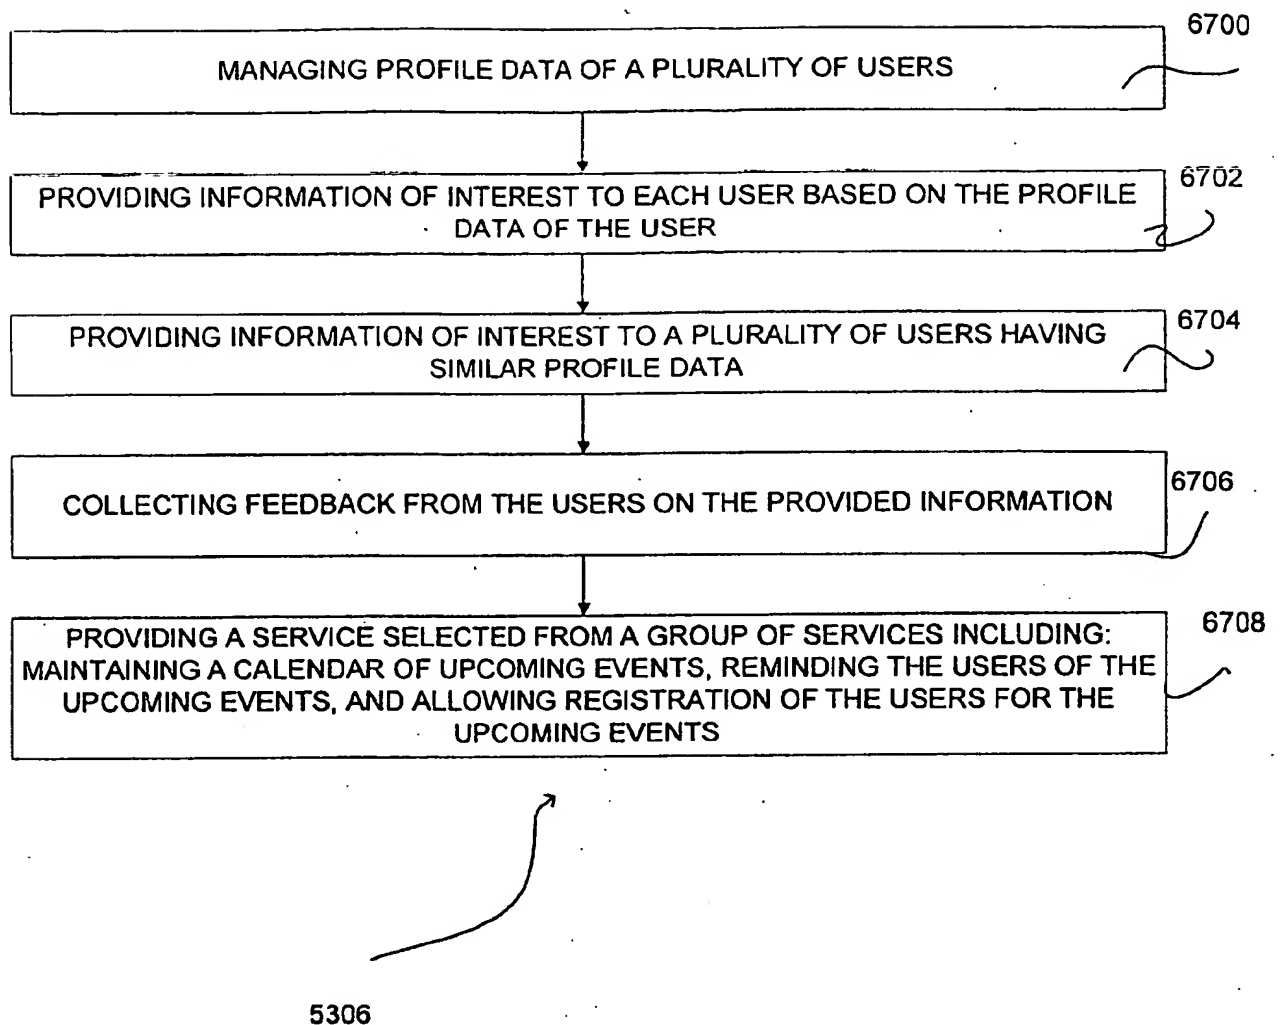 6700
MANAGING PROFILE DATA OF A PLURALITY OF USERS
6702
PROVIDING INFORMATION OF INTEREST TO EACH USER BASED ON THE PROFILE
DATA OF THE USER
6704
PROVIDING INFORMATION OF INTEREST TO A PLURALITY OF USERS HAVING
SIMILAR PROFILE DATA
6706
COLLECTING FEEDBACK FROM THE USERS ON THE PROVIDED INFORMATION
6708
PROVIDING A SERVICE SELECTED FROM A GROUP OF SERVICES INCLUDING:
MAINTAINING A CALENDAR OF UPCOMING EVENTS, REMINDING THE USERS OF THE
UPCOMING EVENTS, AND ALLOWING REGISTRATION OF THE USERS FOR THE
UPCOMING EVENTS
5306